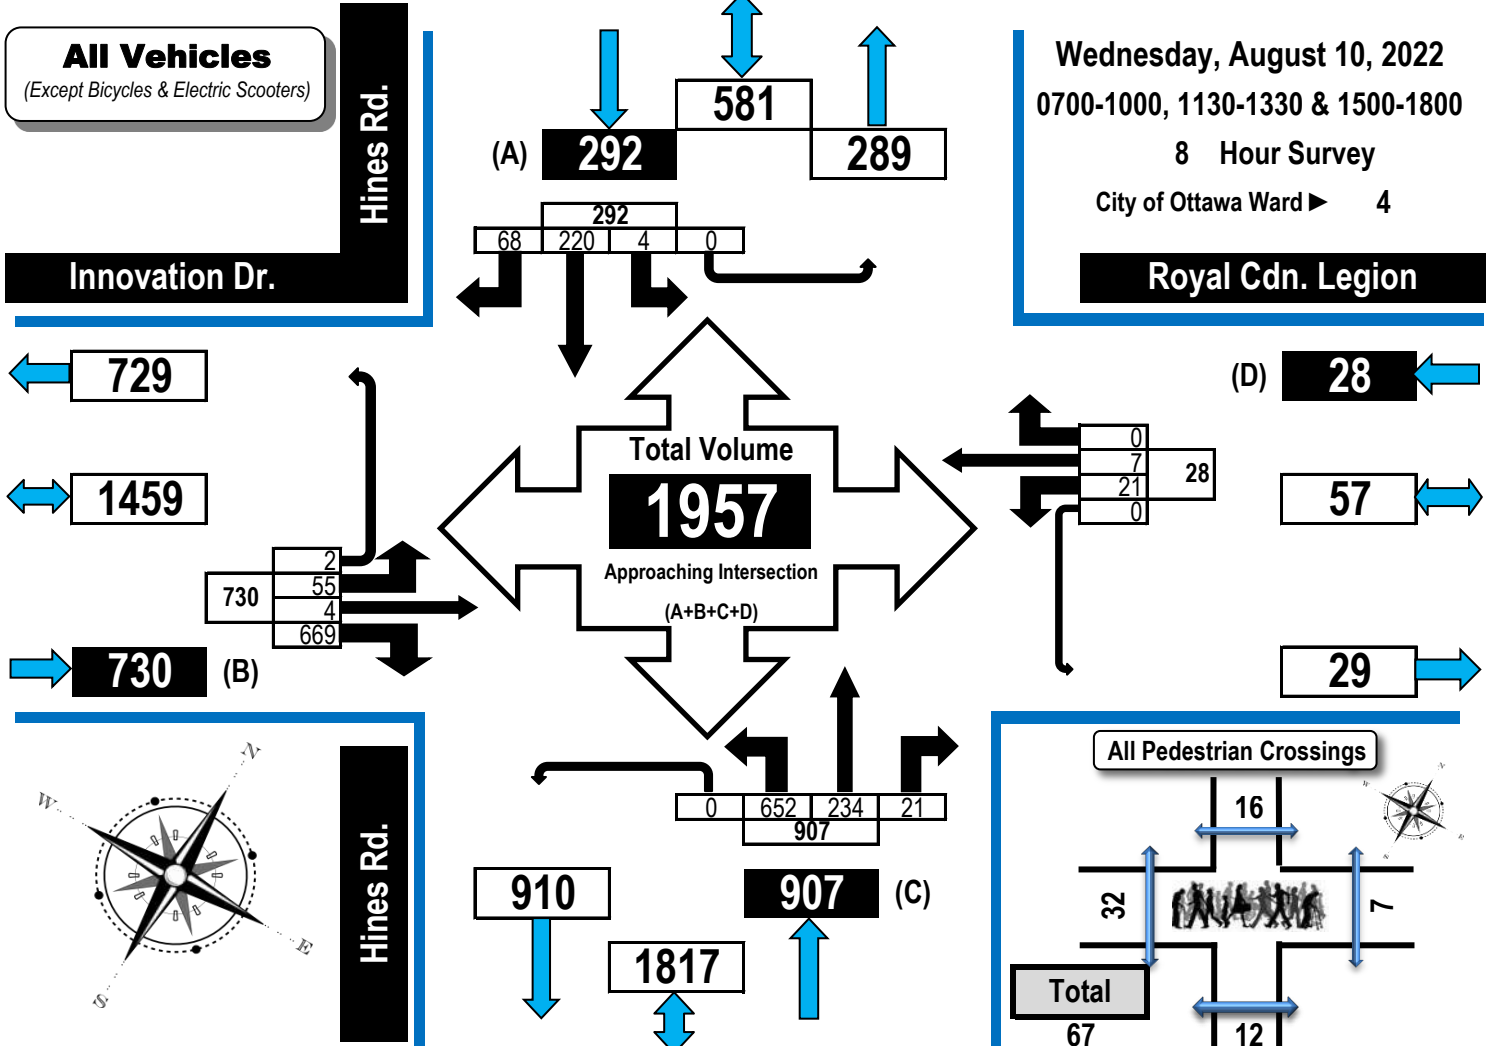 All Vehicles
(Except Bicycles & Electric Scooters)
Hines Rd.
Innovation Dr.
581
(A) 292
289
292
68 220 4 0
Wednesday, August 10, 2022
0700-1000, 1130-1330 & 1500-1800
8 Hour Survey
City of Ottawa Ward ► 4
Royal Cdn. Legion
729
1459
2
55
4
669
730
730 (B)
Total Volume
1957
Approaching Intersection
(A+B+C+D)
(D) 28
0
7
21
0
28
57
29
N
W
E
S
Hines Rd.
0 652 234 21
907
910
907 (C)
1817
All Pedestrian Crossings
16
32
7
12
Total
67